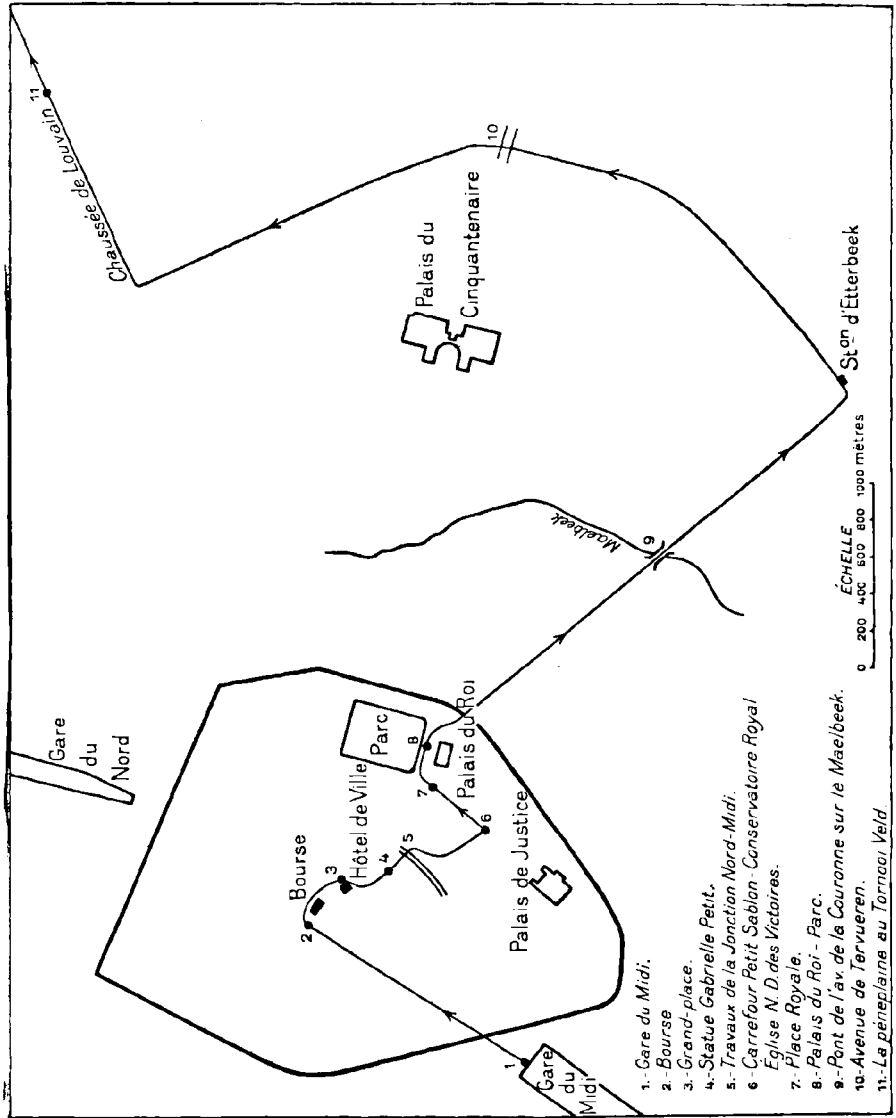 Gare
du
Nord
Chaussée de Louvain
11
10
Palais du
Cinquantenaire
Maelbeek
9
Ston d'Etterbeek
Bourse
2
3
Hôtel de Ville
4
5
Parc
8
7
Palais du Roi
6
Palais de Justice
1
Gare
du
Midi
ÉCHELLE
0 200 400 600 800 1000 mètres
1.- Gare du Midi.
2.- Bourse
3.- Grand-place.
4.- Statue Gabrielle Petit.
5.- Travaux de la Jonction Nord-Midi.
6.- Carrefour Petit Sablon - Conservatoire Royal
Eglise N. D. des Victoires.
7.- Place Royale.
8.- Palais du Roi - Parc.
9.- Pont de l'av. de la Couronne sur le Maelbeek.
10.- Avenue de Tervueren.
11.- La pénéplaine au Tornooi Veld